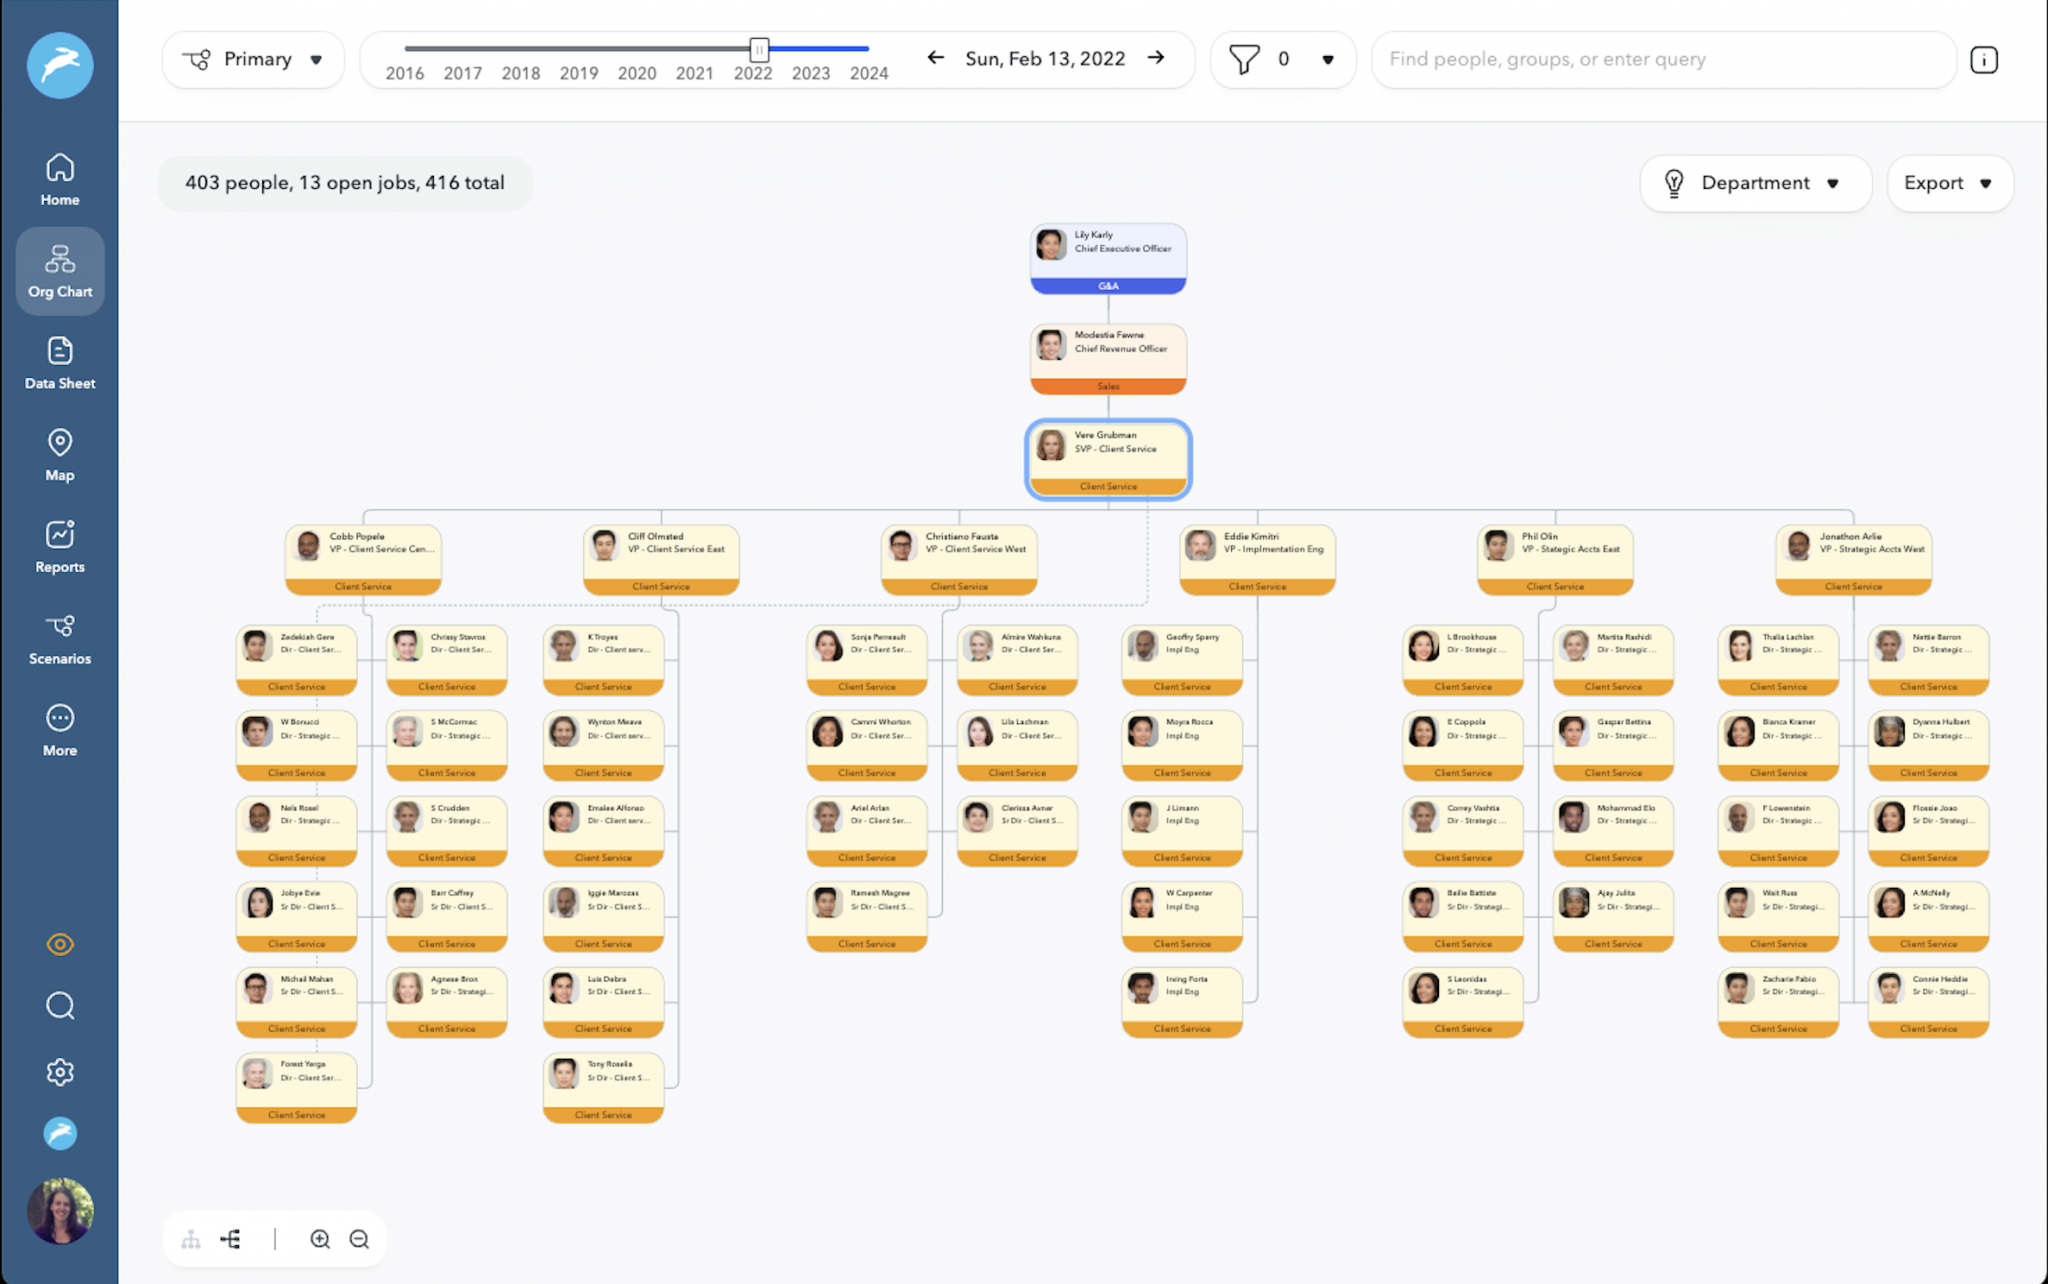 Primary
2016 2017 2018 2019 2020 2021 2022 2023 2024
Sun, Feb 13, 2022
0
Find people, groups, or enter query
Home
Org Chart
Data Sheet
Map
Reports
Scenarios
More
403 people, 13 open jobs, 416 total
Department
Export
Lily Karly
Chief Executive Officer
G&A
Modestia Fawne
Chief Revenue Officer
Sales
Vere Grubman
SVP - Client Service
Client Service
Cobb Popele
VP - Client Service Cen...
Client Service
Cliff Olmsted
VP - Client Service East
Client Service
Christiano Fausta
VP - Client Service West
Client Service
Eddie Kimitri
VP - Implmentation Eng
Client Service
Phil Olin
VP - Stategic Accts East
Client Service
Jonathon Arlie
VP - Strategic Accts West
Client Service
Zedekiah Gere
Dir - Client Ser...
Client Service
Chrissy Stavros
Dir - Client Ser...
Client Service
K Troyes
Dir - Client serv...
Client Service
Sonja Perreault
Dir - Client Ser...
Client Service
Almire Wahkuna
Dir - Client Ser...
Client Service
Geoffry Sperry
Impl Eng
Client Service
L Brookhouse
Dir - Strategic ...
Client Service
Martita Rashidi
Dir - Strategic ...
Client Service
Thalia Lachlan
Dir - Strategic ...
Client Service
Nettie Barron
Dir - Strategic ...
Client Service
W Bonucci
Dir - Strategic ...
Client Service
S McCormac
Dir - Strategic ...
Client Service
Wynton Meave
Dir - Client serv...
Client Service
Cammi Whorton
Dir - Client Ser...
Client Service
Lila Lachman
Dir - Client Ser...
Client Service
Moyra Rocca
Impl Eng
Client Service
E Coppola
Dir - Strategic ...
Client Service
Gaspar Bettina
Dir - Strategic ...
Client Service
Bianca Kramer
Dir - Strategic ...
Client Service
Dyanna Hulbert
Dir - Strategic ...
Client Service
Nels Rosel
Dir - Strategic ...
Client Service
S Crudden
Dir - Strategic ...
Client Service
Emalee Alfonso
Dir - Client serv...
Client Service
Ariel Arlan
Dir - Client Ser...
Client Service
Clerissa Avner
Sr Dir - Client S...
Client Service
J Limann
Impl Eng
Client Service
Correy Vashtia
Dir - Strategic ...
Client Service
Mohammad Elo
Dir - Strategic ...
Client Service
F Lowenstein
Dir - Strategic ...
Client Service
Flossie Joao
Sr Dir - Strategi...
Client Service
Jobye Evie
Sr Dir - Client S...
Client Service
Barr Caffrey
Sr Dir - Client S...
Client Service
Iggie Marozas
Sr Dir - Client S...
Client Service
Ramesh Magree
Sr Dir - Client S...
Client Service
W Carpenter
Impl Eng
Client Service
Bailie Battiste
Sr Dir - Strategi...
Client Service
Ajay Julita
Sr Dir - Strategi...
Client Service
Wait Russ
Sr Dir - Strategi...
Client Service
A McNelly
Sr Dir - Strategi...
Client Service
Michail Mahan
Sr Dir - Client S...
Client Service
Agnese Bron
Sr Dir - Strategi...
Client Service
Luis Debra
Sr Dir - Client S...
Client Service
Irving Porta
Impl Eng
Client Service
S Leonidas
Sr Dir - Strategi...
Client Service
Zacharie Fabio
Sr Dir - Strategi...
Client Service
Connie Heddie
Sr Dir - Strategi...
Client Service
Forest Yerga
Dir - Client Ser...
Client Service
Tony Roselia
Sr Dir - Client S...
Client Service